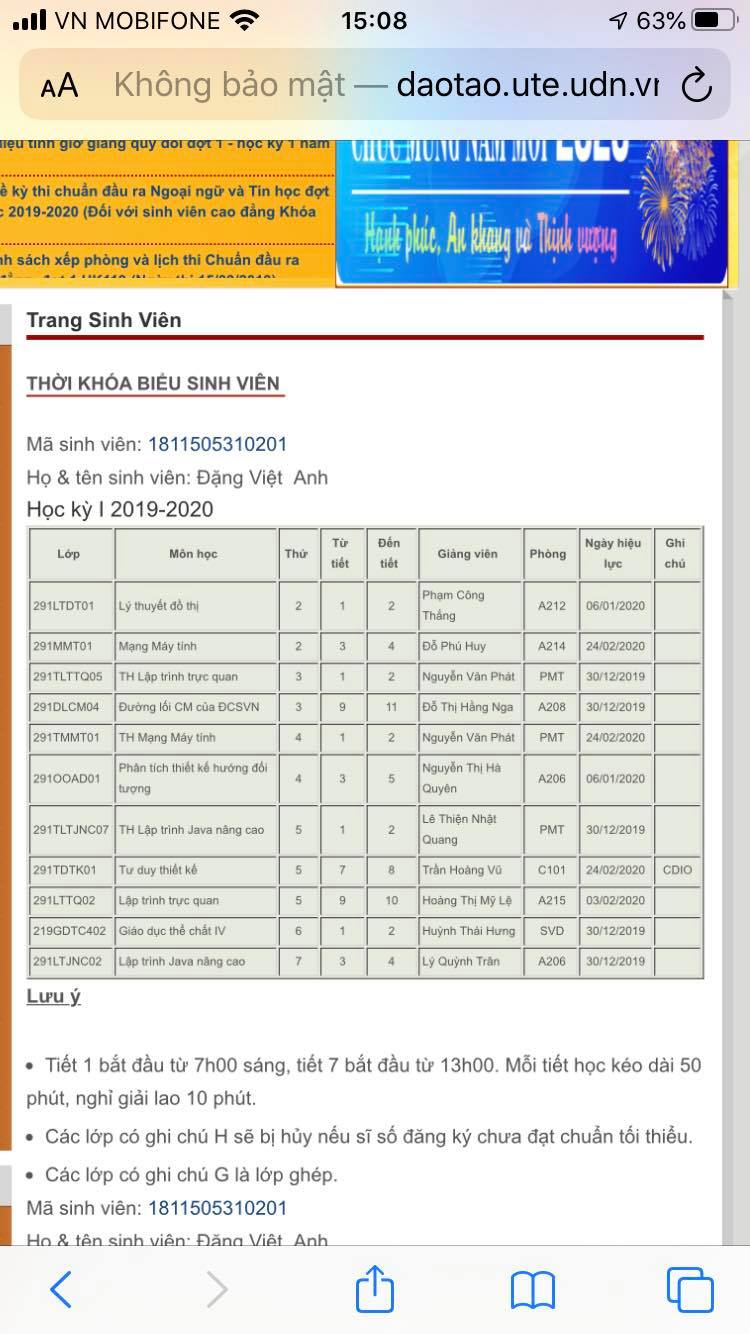 VN MOBIFONE 15:08 63%
AA Không bảo mật — daotao.ute.udn.vn
liệu tính giờ giảng quy đổi đợt 1 - học kỳ 1 năm
CHÚC MỪNG NĂM MỚI 2020
ề kỳ thi chuẩn đầu ra Ngoại ngữ và Tin học đợt
c 2019-2020 (Đối với sinh viên cao đẳng Khóa
Hạnh phúc, An khang và Thịnh vượng
nh sách xếp phòng và lịch thi Chuẩn đầu ra
Trang Sinh Viên
THỜI KHÓA BIỂU SINH VIÊN
Mã sinh viên: 1811505310201
Họ & tên sinh viên: Đặng Việt Anh
Học kỳ I 2019-2020
Lớp Môn học Thứ Từ tiết Đến tiết Giảng viên Phòng Ngày hiệu lực Ghi chú
291LTDT01 Lý thuyết đồ thị 2 1 2 Phạm Công Thắng A212 06/01/2020
291MMT01 Mạng Máy tính 2 3 4 Đỗ Phú Huy A214 24/02/2020
291TLTTQ05 TH Lập trình trực quan 3 1 2 Nguyễn Văn Phát PMT 30/12/2019
291DLCM04 Đường lối CM của ĐCSVN 3 9 11 Đỗ Thị Hằng Nga A208 30/12/2019
291TMMT01 TH Mạng Máy tính 4 1 2 Nguyễn Văn Phát PMT 24/02/2020
291OOAD01 Phân tích thiết kế hướng đối tượng 4 3 5 Nguyễn Thị Hà Quyên A206 06/01/2020
291TLTJNC07 TH Lập trình Java nâng cao 5 1 2 Lê Thiện Nhật Quang PMT 30/12/2019
291TDTK01 Tư duy thiết kế 5 7 8 Trần Hoàng Vũ C101 24/02/2020 CDIO
291LTTQ02 Lập trình trực quan 5 9 10 Hoàng Thị Mỹ Lệ A215 03/02/2020
219GDTC402 Giáo dục thể chất IV 6 1 2 Huỳnh Thái Hưng SVD 30/12/2019
291LTJNC02 Lập trình Java nâng cao 7 3 4 Lý Quỳnh Trân A206 30/12/2019
Lưu ý
• Tiết 1 bắt đầu từ 7h00 sáng, tiết 7 bắt đầu từ 13h00. Mỗi tiết học kéo dài 50
phút, nghỉ giải lao 10 phút.
• Các lớp có ghi chú H sẽ bị hủy nếu sĩ số đăng ký chưa đạt chuẩn tối thiểu.
• Các lớp có ghi chú G là lớp ghép.
Mã sinh viên: 1811505310201
Họ & tên sinh viên: Đặng Việt Anh